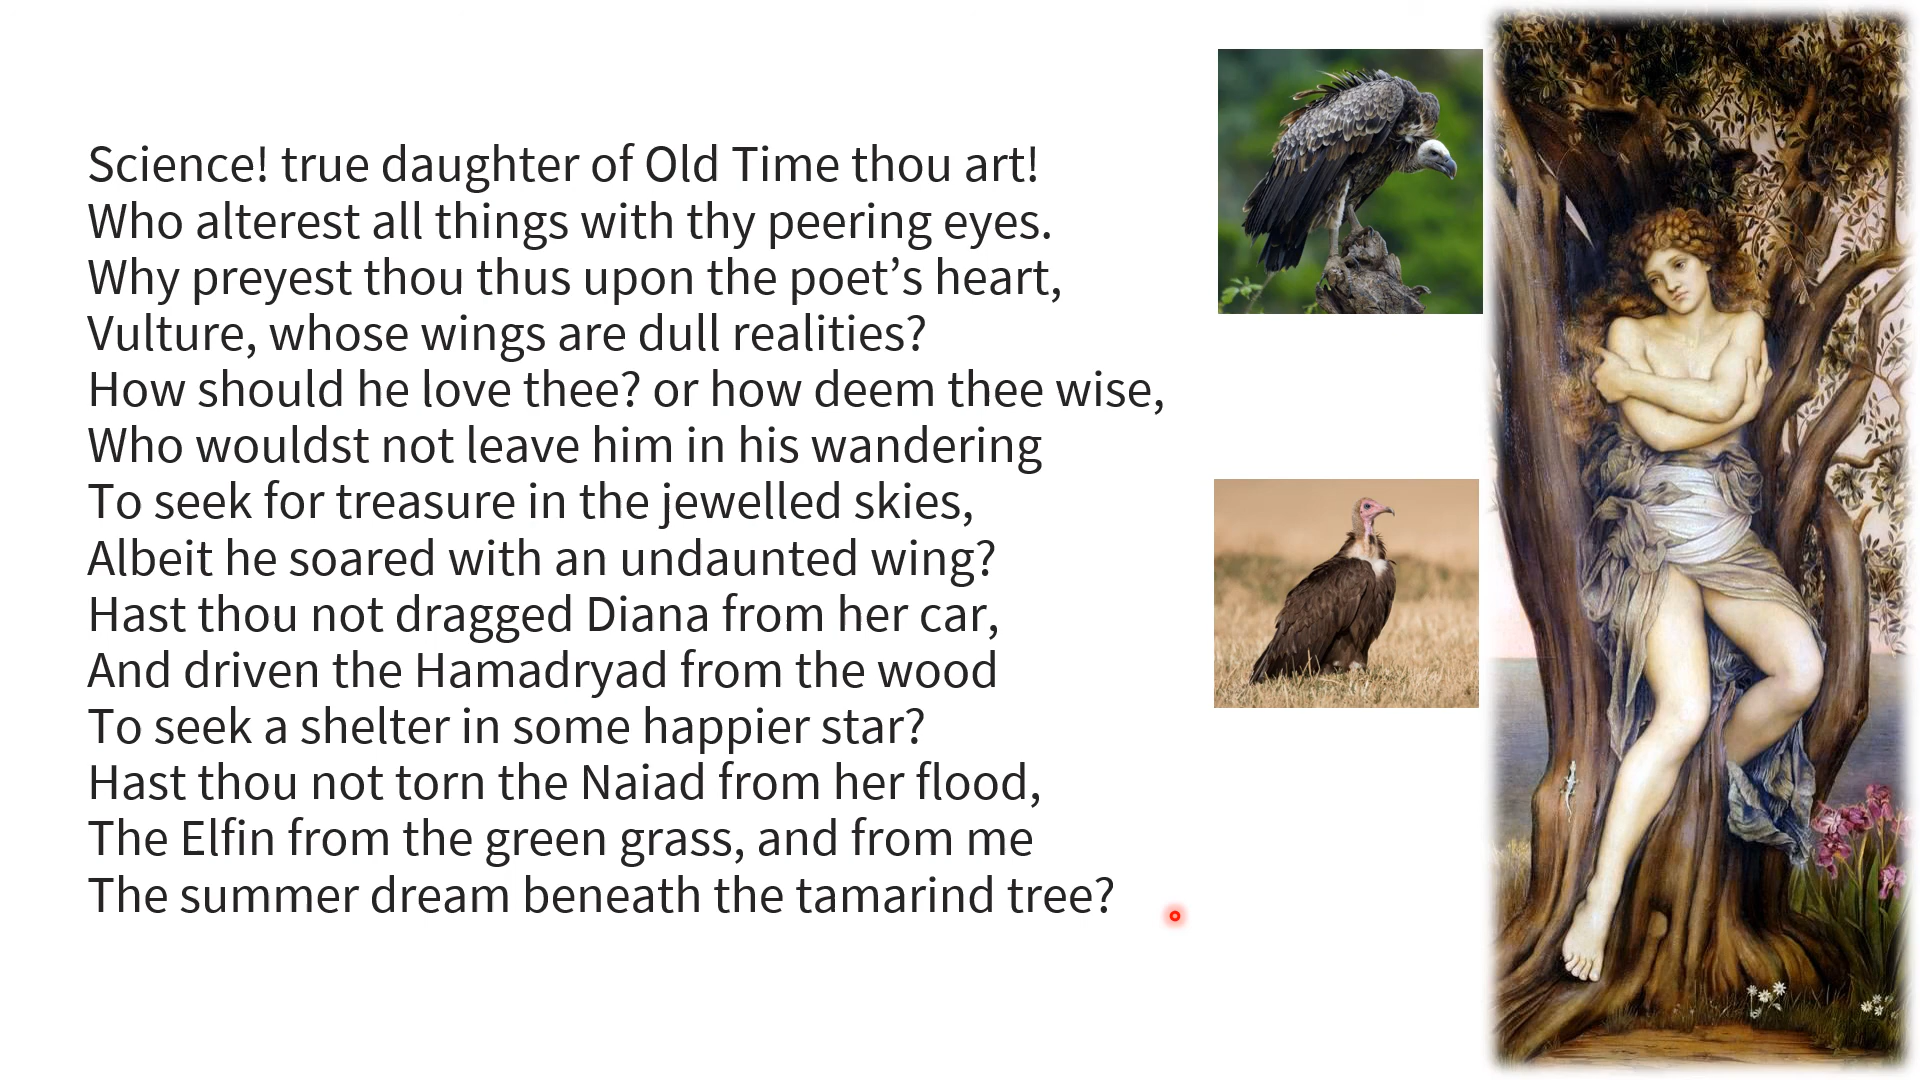 Science! true daughter of Old Time thou art!
Who alterest all things with thy peering eyes.
Why preyest thou thus upon the poet’s heart,
Vulture, whose wings are dull realities?
How should he love thee? or how deem thee wise,
Who wouldst not leave him in his wandering
To seek for treasure in the jewelled skies,
Albeit he soared with an undaunted wing?
Hast thou not dragged Diana from her car,
And driven the Hamadryad from the wood
To seek a shelter in some happier star?
Hast thou not torn the Naiad from her flood,
The Elfin from the green grass, and from me
The summer dream beneath the tamarind tree?